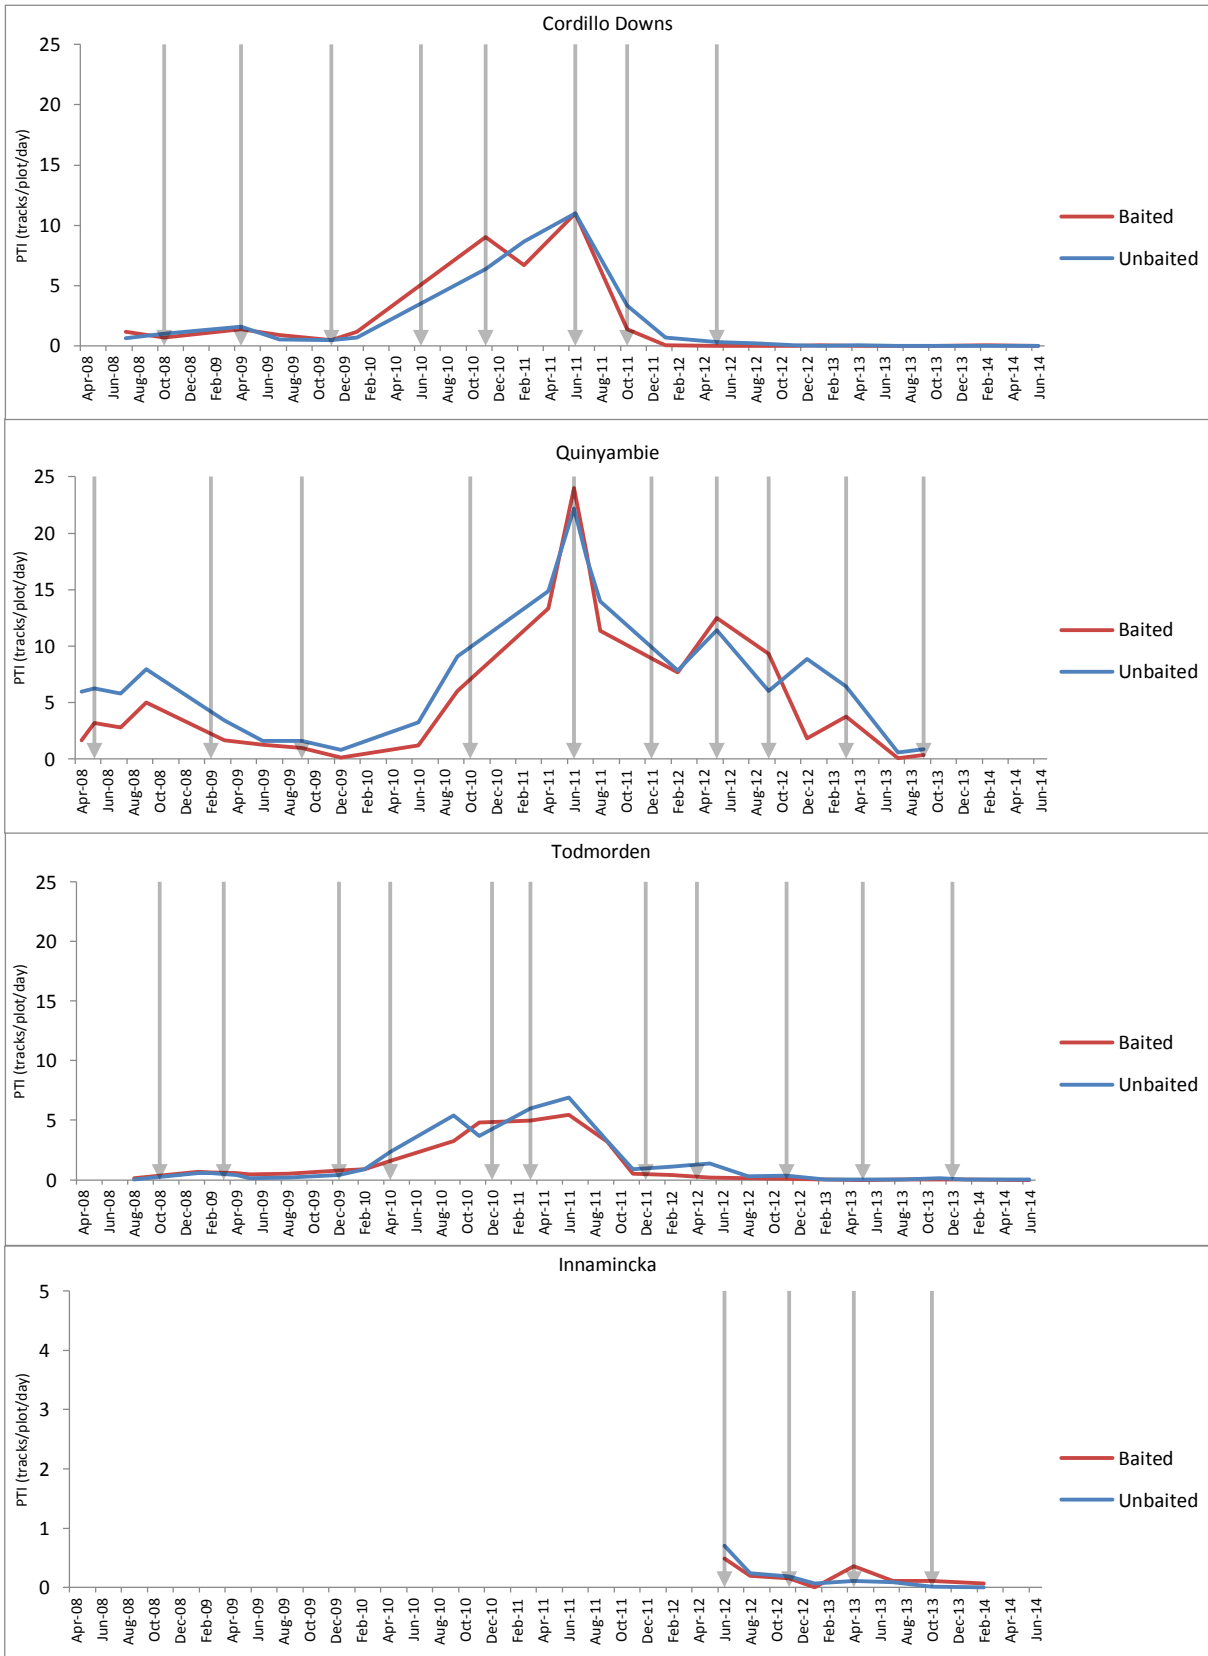 Cordillo Downs
PTI (tracks/plot/day)
25
20
15
10
5
0
Apr-08 Jun-08 Aug-08 Oct-08 Dec-08 Feb-09 Apr-09 Jun-09 Aug-09 Oct-09 Dec-09 Feb-10 Apr-10 Jun-10 Aug-10 Oct-10 Dec-10 Feb-11 Apr-11 Jun-11 Aug-11 Oct-11 Dec-11 Feb-12 Apr-12 Jun-12 Aug-12 Oct-12 Dec-12 Feb-13 Apr-13 Jun-13 Aug-13 Oct-13 Dec-13 Feb-14 Apr-14 Jun-14
Baited
Unbaited
Quinyambie
PTI (tracks/plot/day)
25
20
15
10
5
0
Apr-08 Jun-08 Aug-08 Oct-08 Dec-08 Feb-09 Apr-09 Jun-09 Aug-09 Oct-09 Dec-09 Feb-10 Apr-10 Jun-10 Aug-10 Oct-10 Dec-10 Feb-11 Apr-11 Jun-11 Aug-11 Oct-11 Dec-11 Feb-12 Apr-12 Jun-12 Aug-12 Oct-12 Dec-12 Feb-13 Apr-13 Jun-13 Aug-13 Oct-13 Dec-13 Feb-14 Apr-14 Jun-14
Baited
Unbaited
Todmorden
PTI (tracks/plot/day)
25
20
15
10
5
0
Apr-08 Jun-08 Aug-08 Oct-08 Dec-08 Feb-09 Apr-09 Jun-09 Aug-09 Oct-09 Dec-09 Feb-10 Apr-10 Jun-10 Aug-10 Oct-10 Dec-10 Feb-11 Apr-11 Jun-11 Aug-11 Oct-11 Dec-11 Feb-12 Apr-12 Jun-12 Aug-12 Oct-12 Dec-12 Feb-13 Apr-13 Jun-13 Aug-13 Oct-13 Dec-13 Feb-14 Apr-14 Jun-14
Baited
Unbaited
Innamincka
PTI (tracks/plot/day)
5
4
3
2
1
0
Apr-08 Jun-08 Aug-08 Oct-08 Dec-08 Feb-09 Apr-09 Jun-09 Aug-09 Oct-09 Dec-09 Feb-10 Apr-10 Jun-10 Aug-10 Oct-10 Dec-10 Feb-11 Apr-11 Jun-11 Aug-11 Oct-11 Dec-11 Feb-12 Apr-12 Jun-12 Aug-12 Oct-12 Dec-12 Feb-13 Apr-13 Jun-13 Aug-13 Oct-13 Dec-13 Feb-14 Apr-14 Jun-14
Baited
Unbaited